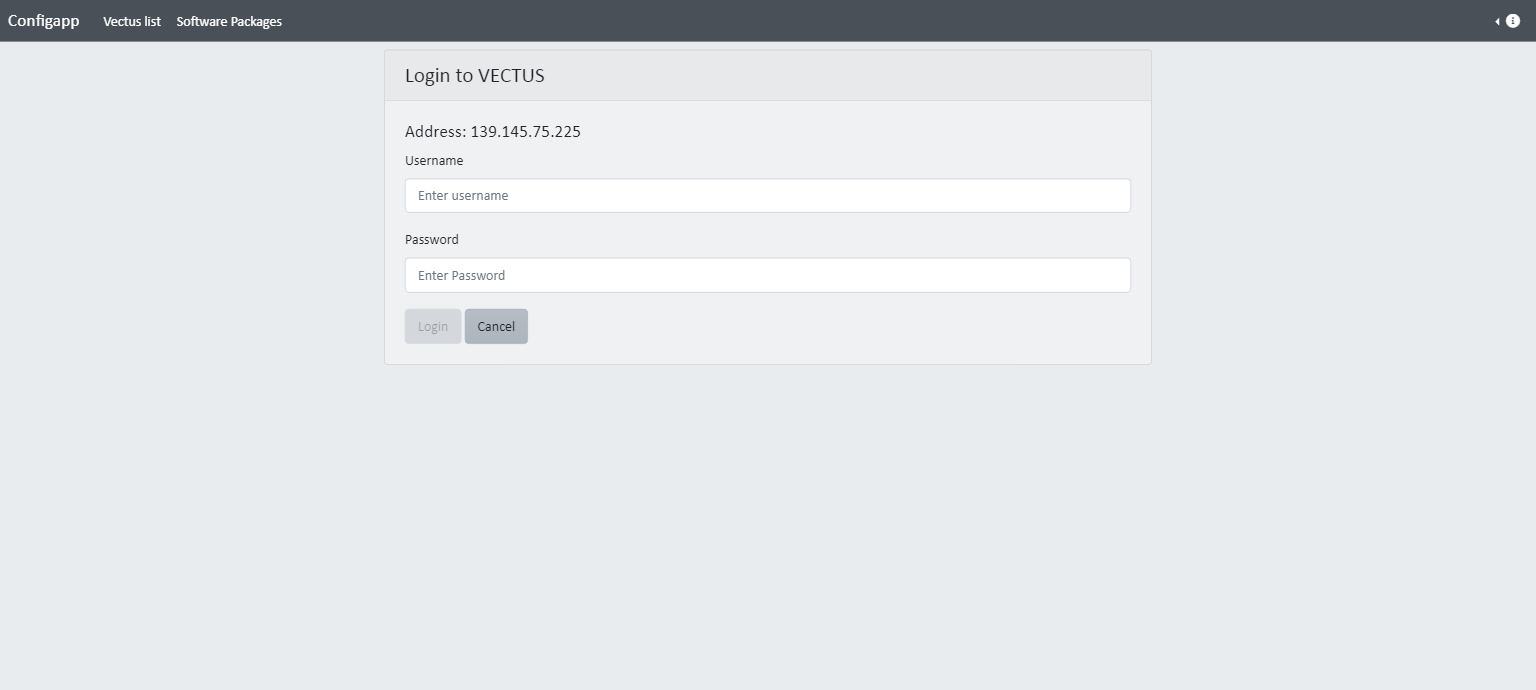 Configapp Vectus list Software Packages
Login to VECTUS
Address: 139.145.75.225
Username
Enter username
Password
Enter Password
Login Cancel